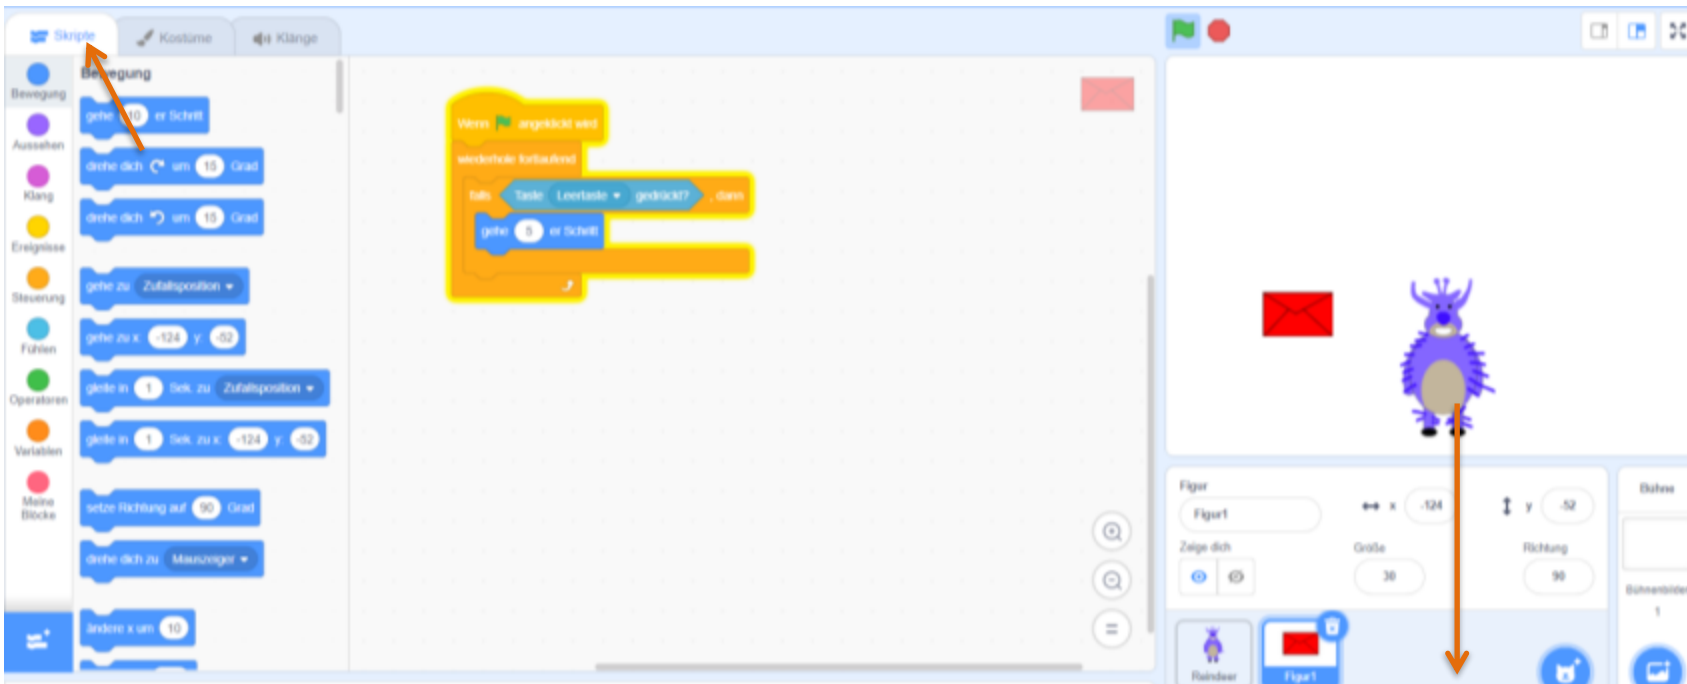 Skripte
Kostüme
Klänge
Bewegung
Aussehen
Klang
Ereignisse
Steuerung
Fühlen
Operatoren
Variablen
Meine
Blöcke
Bewegung
gehe 10 er Schritt
drehe dich um 15 Grad
drehe dich um 15 Grad
gehe zu Zufallsposition
gehe zu x: -124 y: -52
gleite in 1 Sek. zu Zufallsposition
gleite in 1 Sek. zu x: -124 y: -52
setze Richtung auf 90 Grad
drehe dich zu Mauszeiger
ändere x um 10
Wenn angeklickt wird
wiederhole fortlaufend
falls Taste Leertaste gedrückt? , dann
gehe 5 er Schritt
Figur
Figur1
x -124
y -52
Zeige dich
Größe
30
Richtung
90
Reindeer
Figur1
Bühne
Bühnenbilder
1